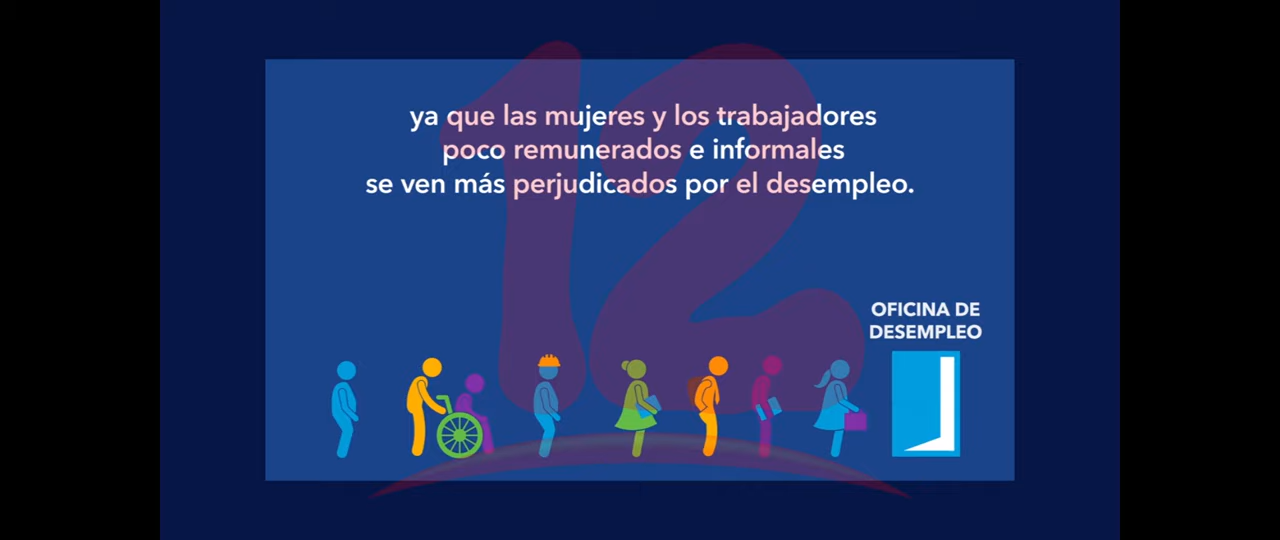 ya que las mujeres y los trabajadores
poco remunerados e informales
se ven más perjudicados por el desempleo.
OFICINA DE
DESEMPLEO
12